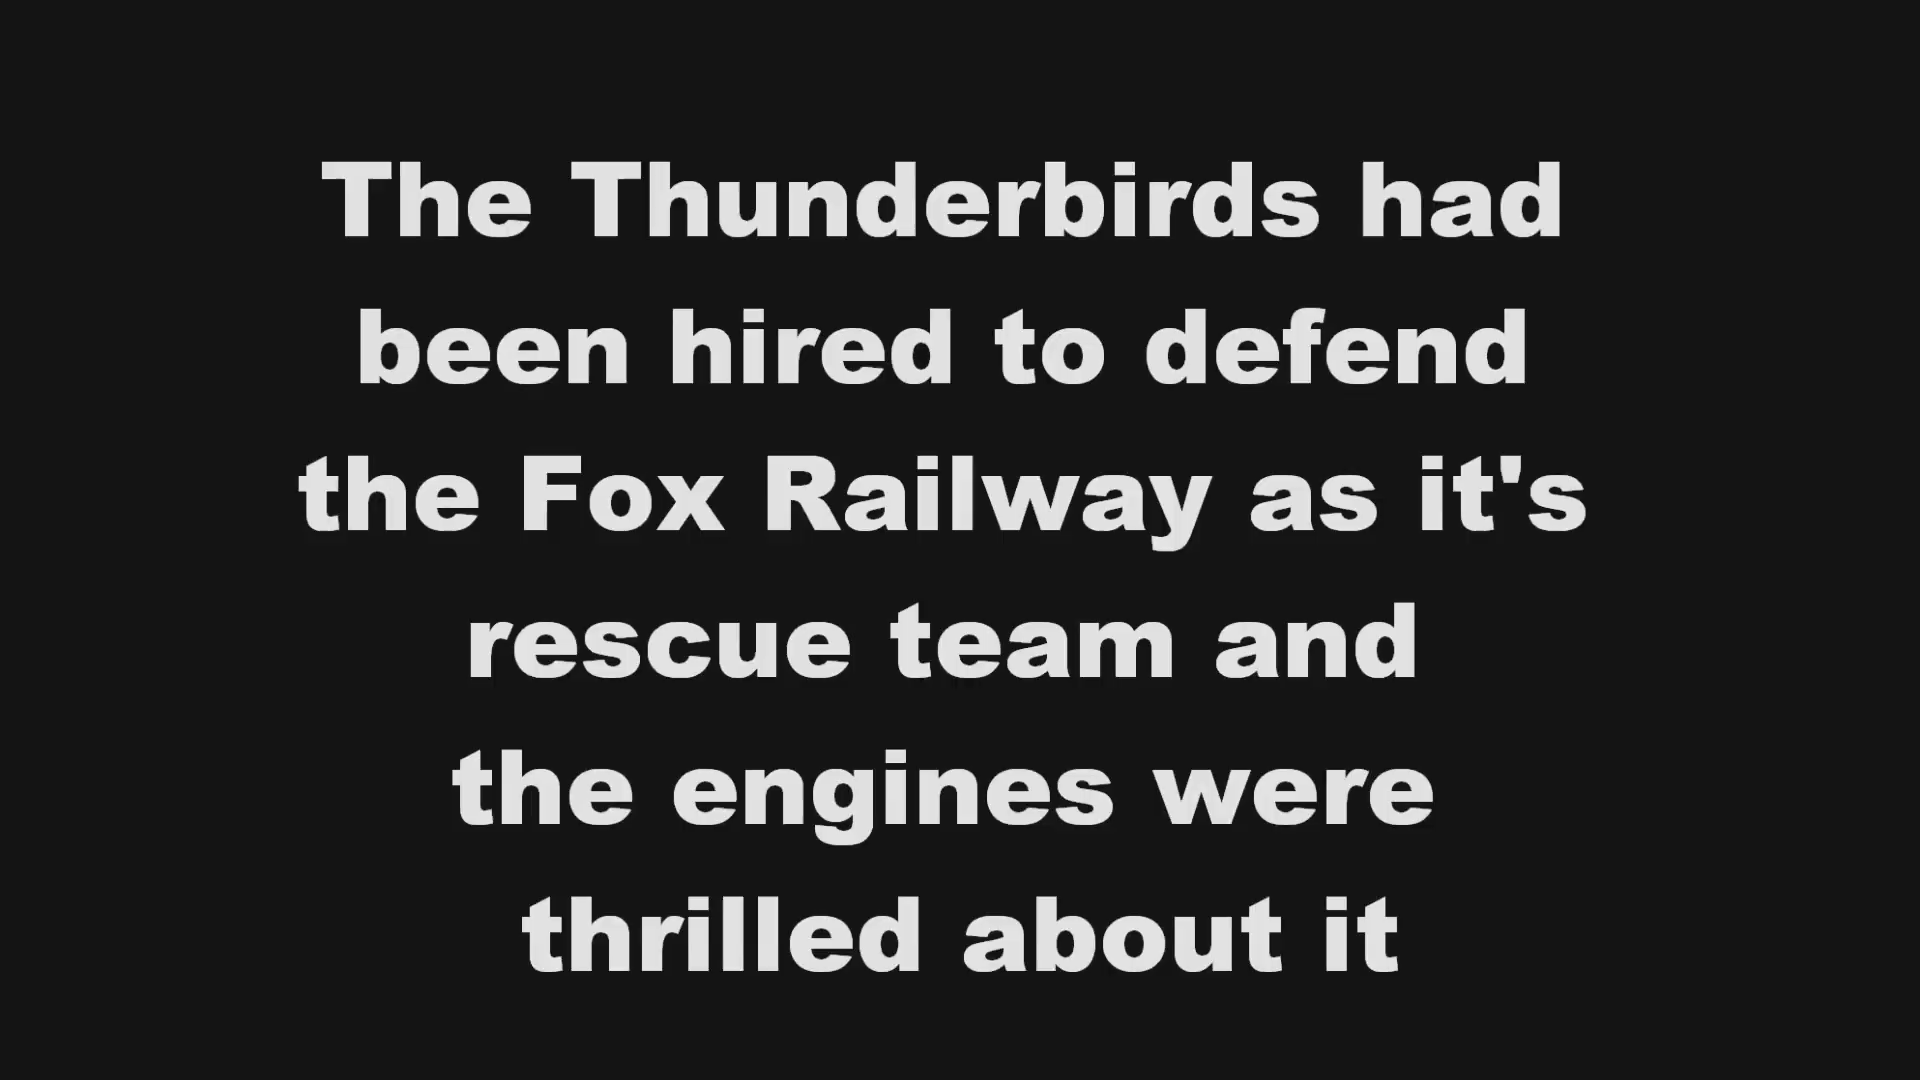 The Thunderbirds had
been hired to defend
the Fox Railway as it's
rescue team and
the engines were
thrilled about it